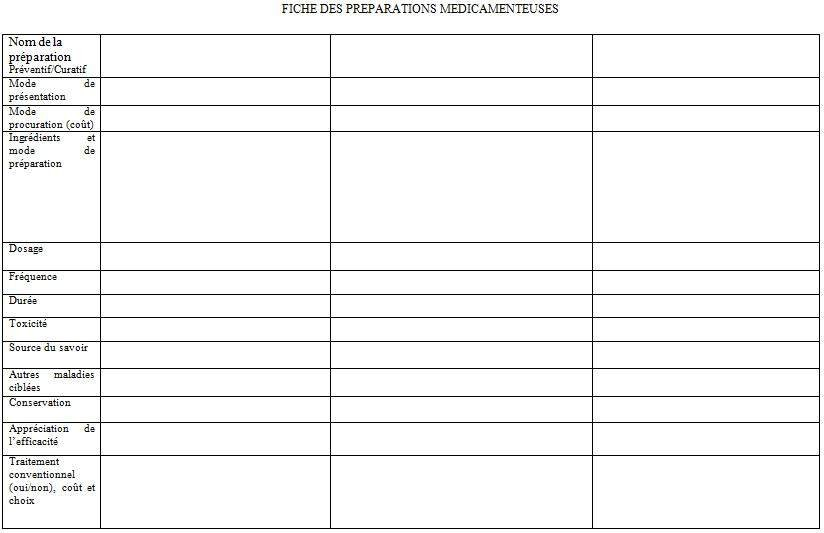 FICHE DES PREPARATIONS MEDICAMENTEUSES
Nom de la
préparation
Préventif/Curatif
Mode de
présentation
Mode de
procuration (coût)
Ingrédients et
mode de
préparation
Dosage
Fréquence
Durée
Toxicité
Source du savoir
Autres maladies
ciblées
Conservation
Appréciation de
l'efficacité
Traitement
conventionnel
(oui/non), coût et
choix